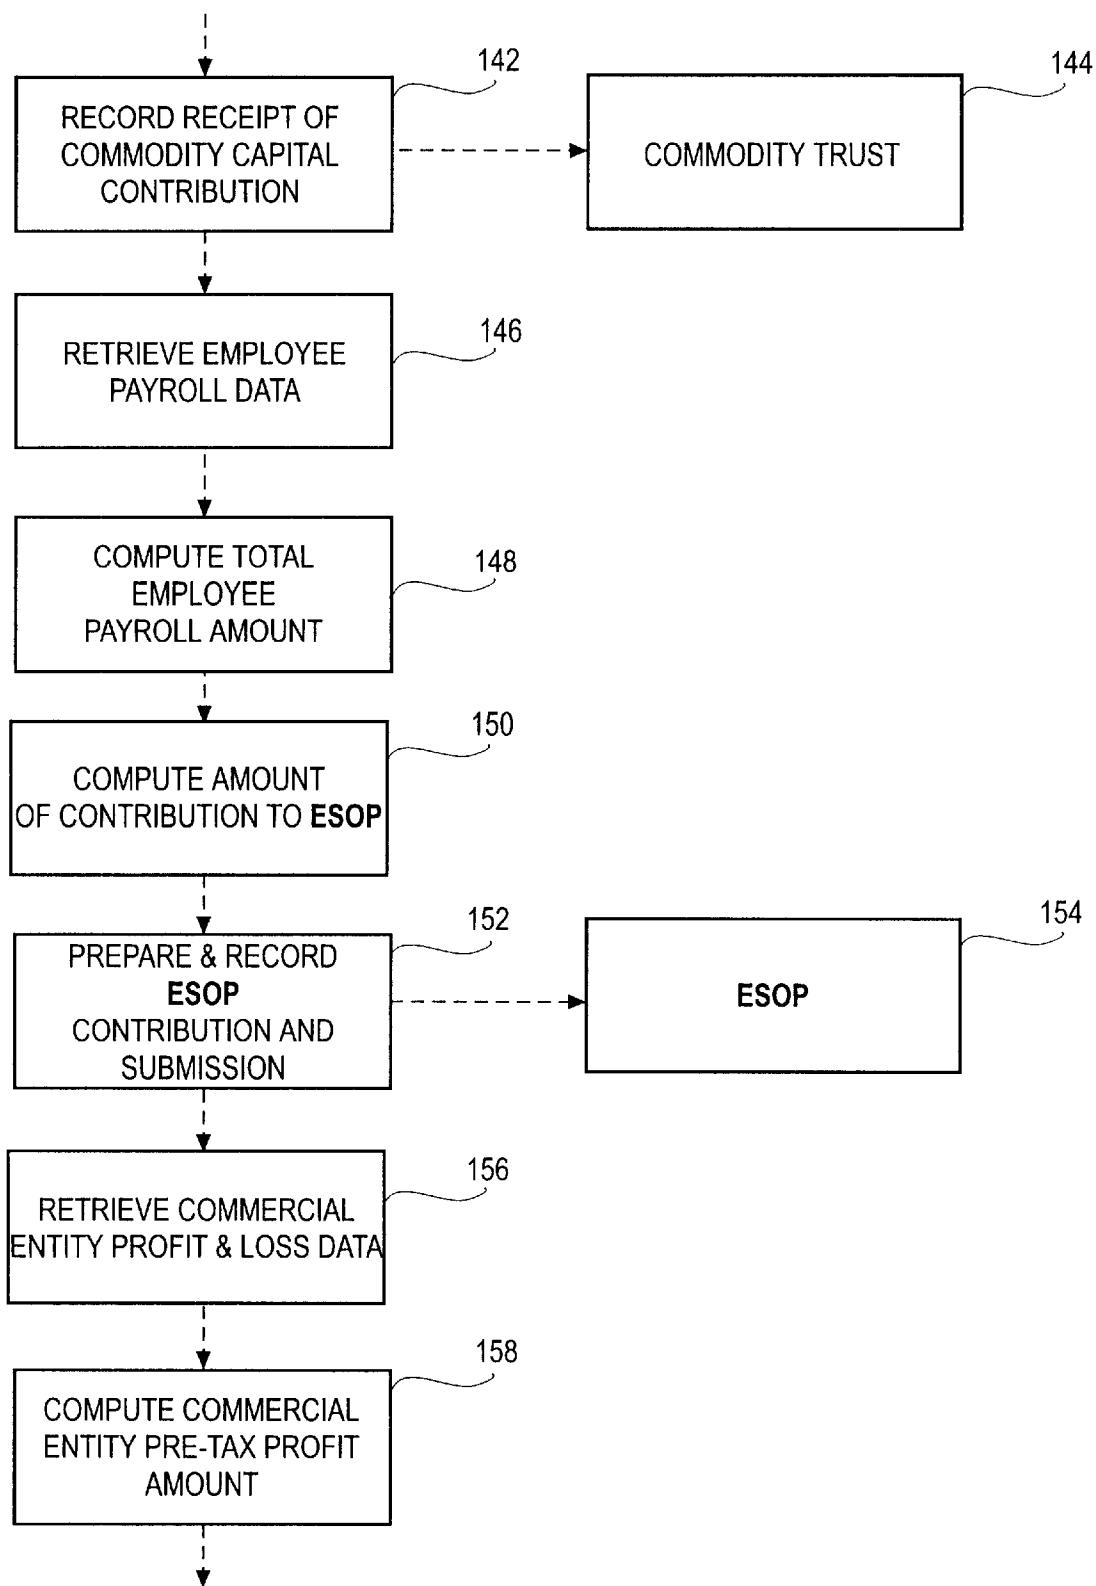 142
RECORD RECEIPT OF
COMMODITY CAPITAL
CONTRIBUTION
144
COMMODITY TRUST
146
RETRIEVE EMPLOYEE
PAYROLL DATA
148
COMPUTE TOTAL
EMPLOYEE
PAYROLL AMOUNT
150
COMPUTE AMOUNT
OF CONTRIBUTION TO ESOP
152
PREPARE & RECORD
ESOP
CONTRIBUTION AND
SUBMISSION
154
ESOP
156
RETRIEVE COMMERCIAL
ENTITY PROFIT & LOSS DATA
158
COMPUTE COMMERCIAL
ENTITY PRE-TAX PROFIT
AMOUNT